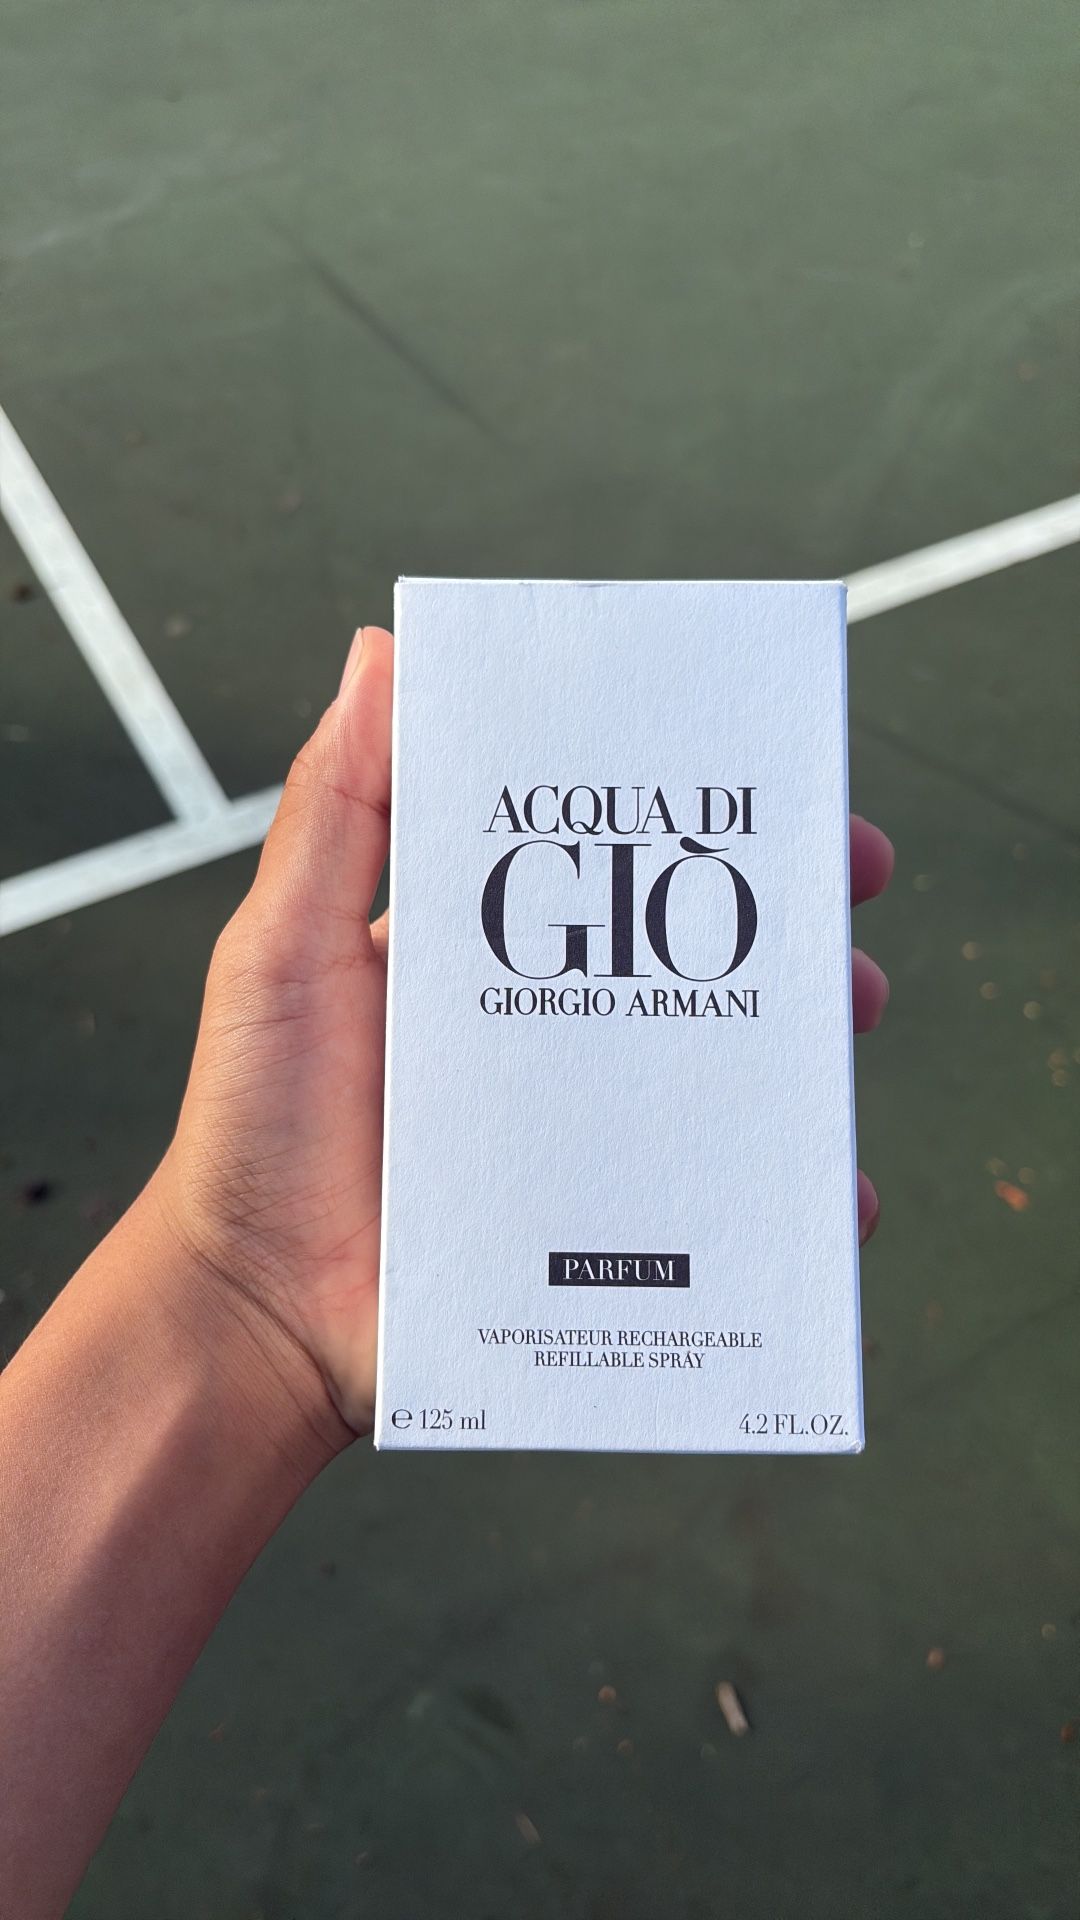 ACQUA DI
GIÒ
GIORGIO ARMANI
PARFUM
VAPORISATEUR RECHARGEABLE
REFILLABLE SPRAY
℮ 125 ml
4.2 FL.OZ.